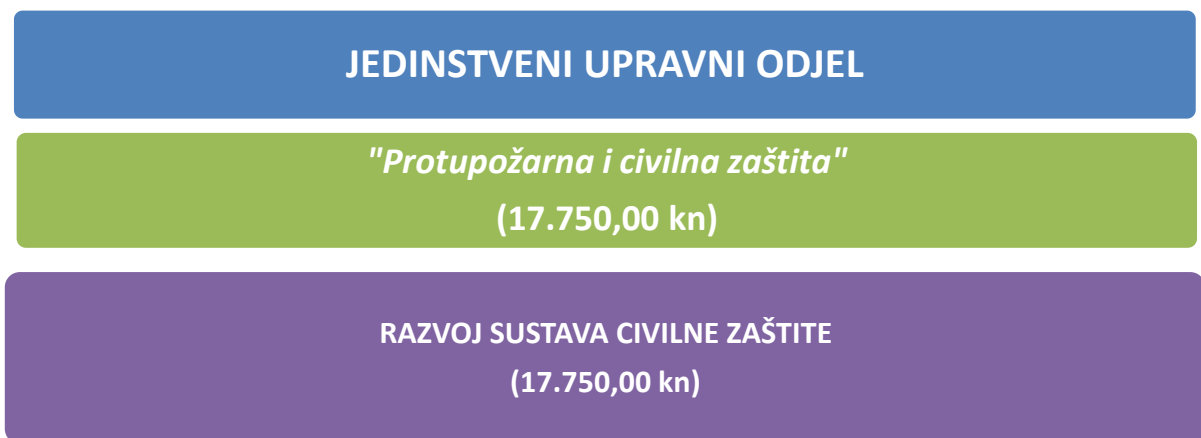 JEDINSTVENI UPRAVNI ODJEL
"Protupožarna i civilna zaštita"
(17.750,00 kn)
RAZVOJ SUSTAVA CIVILNE ZAŠTITE
(17.750,00 kn)